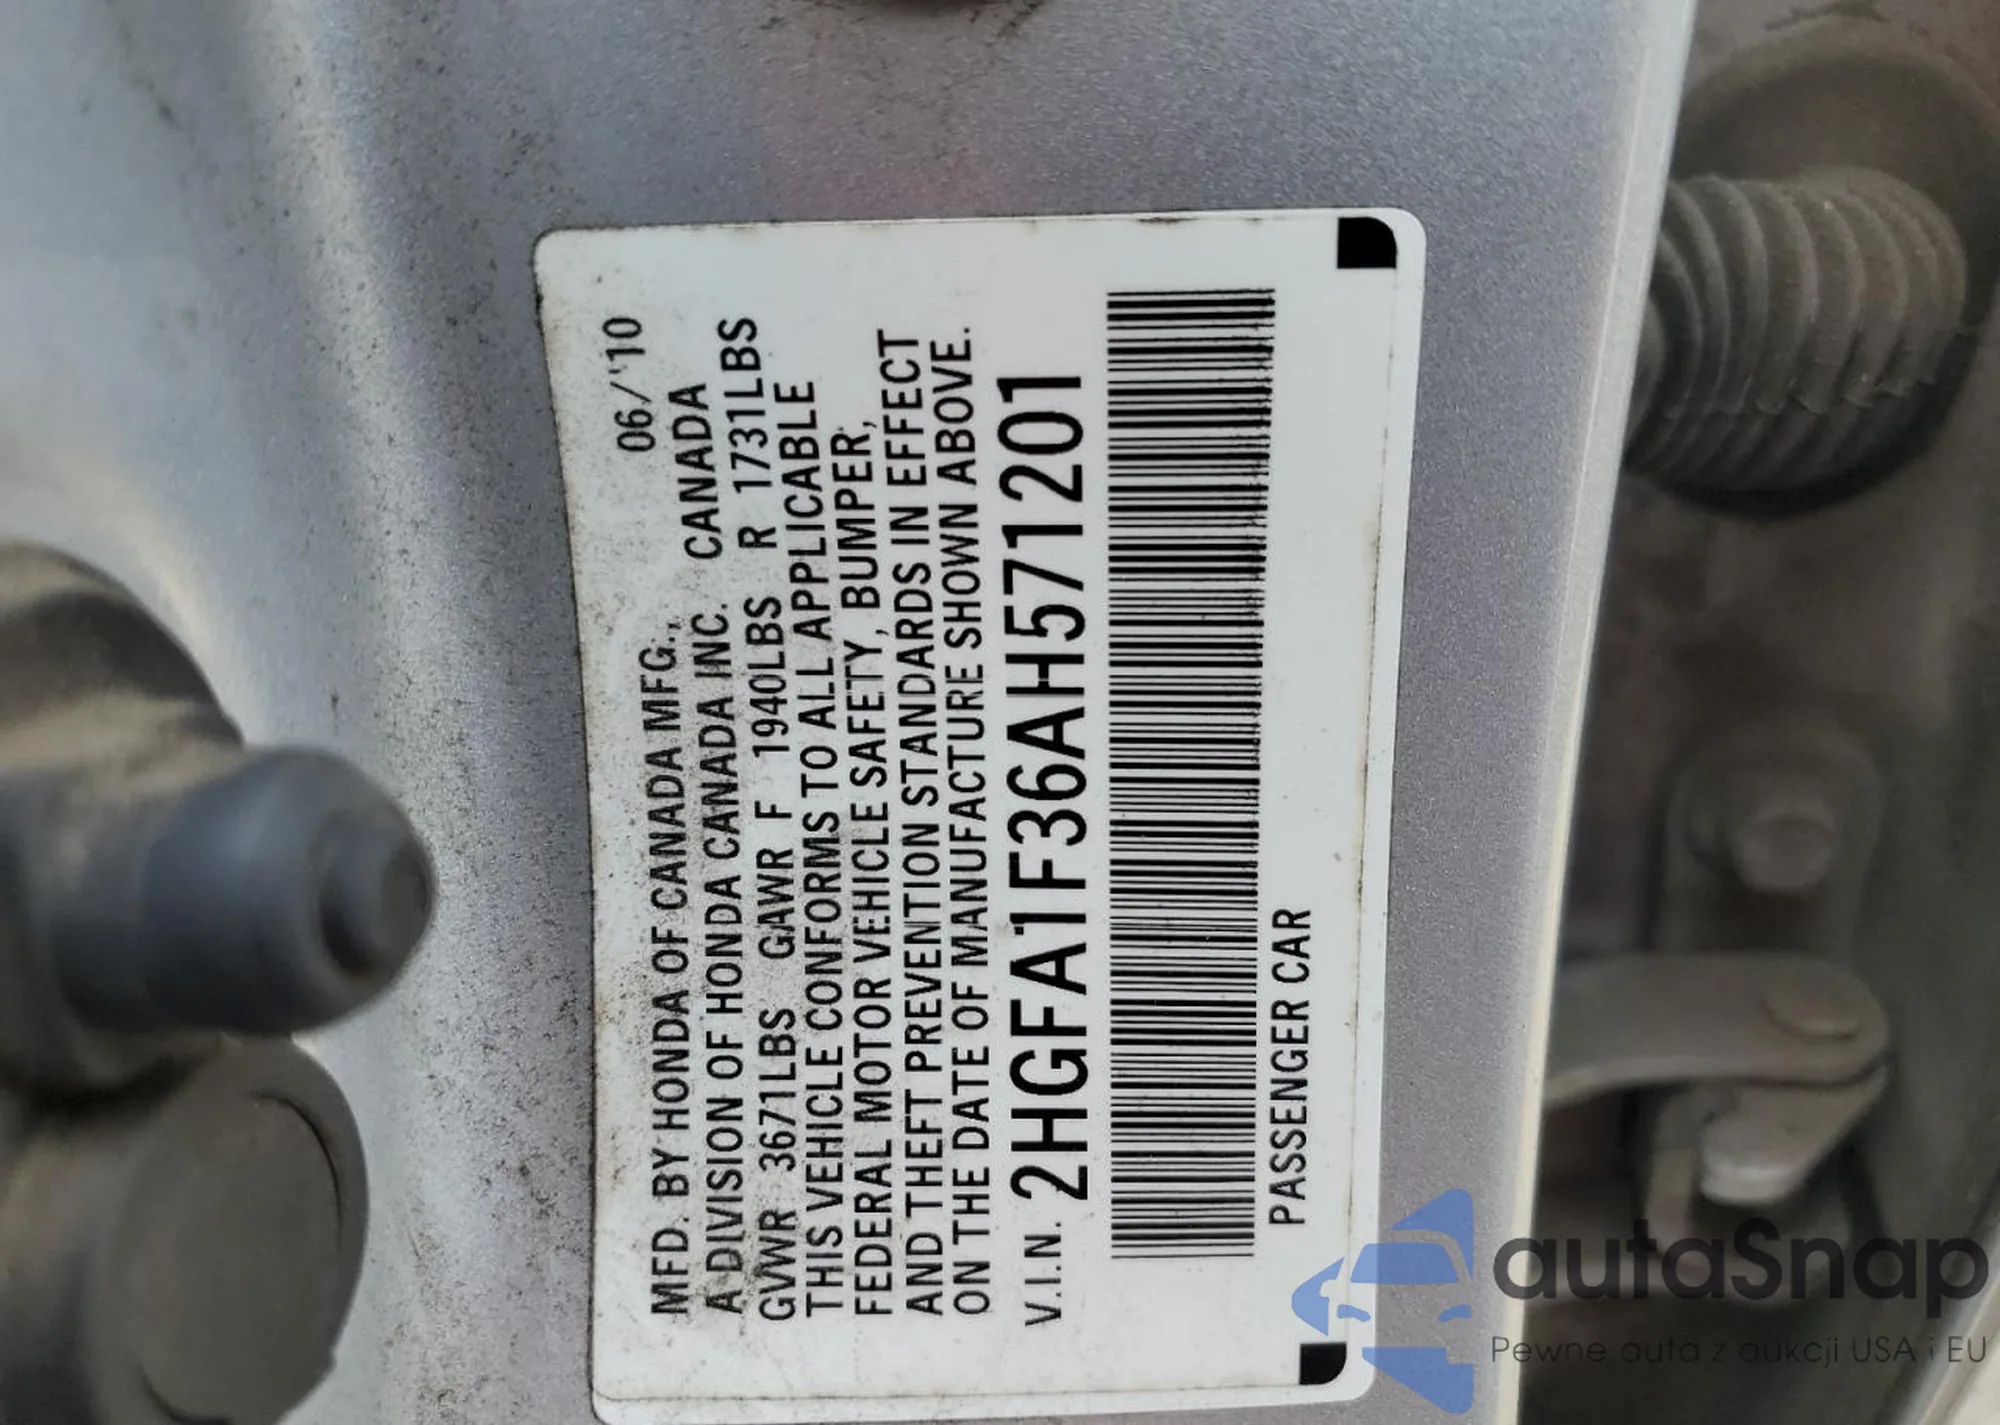 MFD. BY HONDA OF CANADA MFG., 06/'10
A DIVISION OF HONDA CANADA INC. CANADA
GVWR 3671LBS GAWR F 1940LBS R 1731LBS
THIS VEHICLE CONFORMS TO ALL APPLICABLE
FEDERAL MOTOR VEHICLE SAFETY, BUMPER,
AND THEFT PREVENTION STANDARDS IN EFFECT
ON THE DATE OF MANUFACTURE SHOWN ABOVE.
V.I.N. 2HGFA1F36AH571201
PASSENGER CAR
autaSnap
Pewne auta z aukcji USA i EU